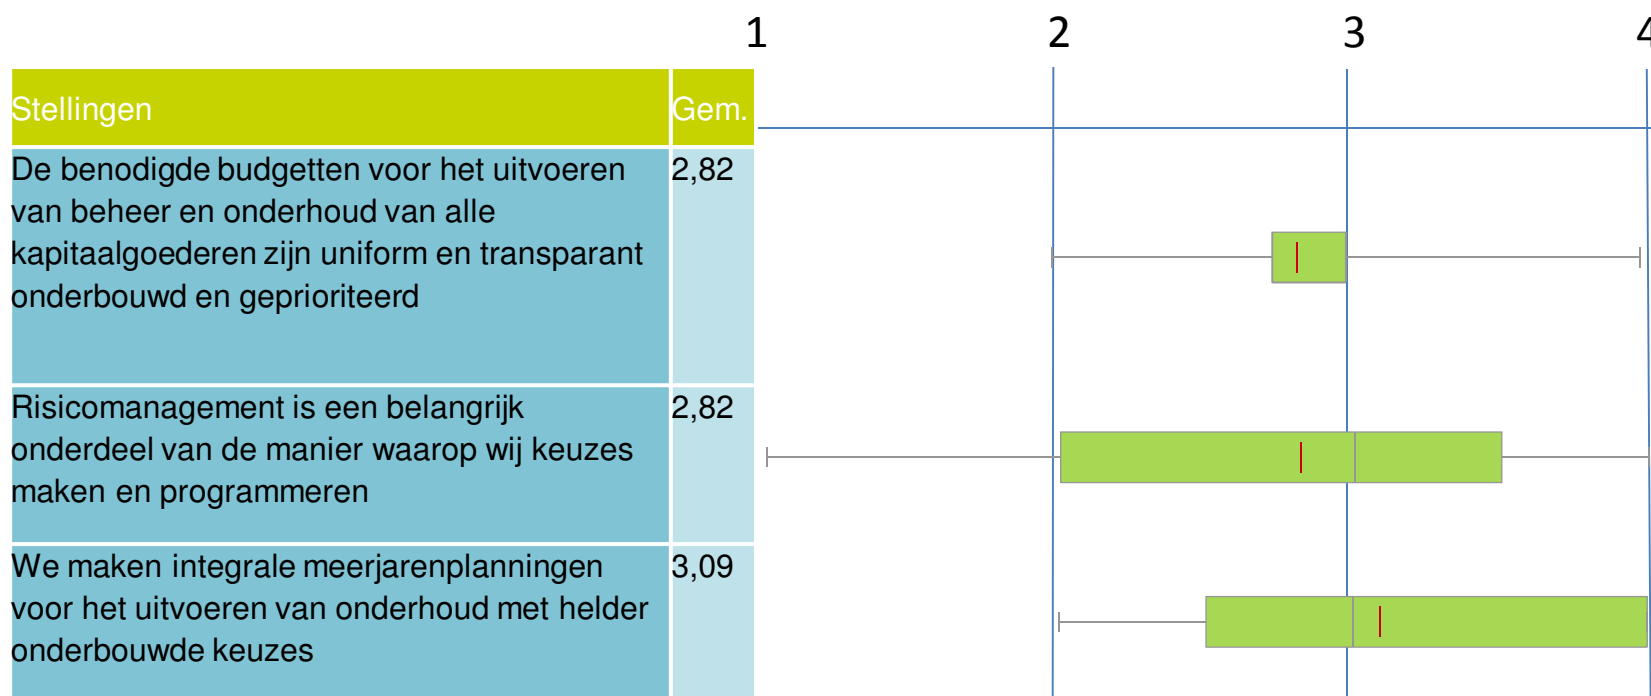 1 2 3 4
Stellingen Gem.
De benodigde budgetten voor het uitvoeren 2,82
van beheer en onderhoud van alle
kapitaalgoederen zijn uniform en transparant
onderbouwd en geprioriteerd
Risicomanagement is een belangrijk 2,82
onderdeel van de manier waarop wij keuzes
maken en programmeren
We maken integrale meerjarenplanningen 3,09
voor het uitvoeren van onderhoud met helder
onderbouwde keuzes